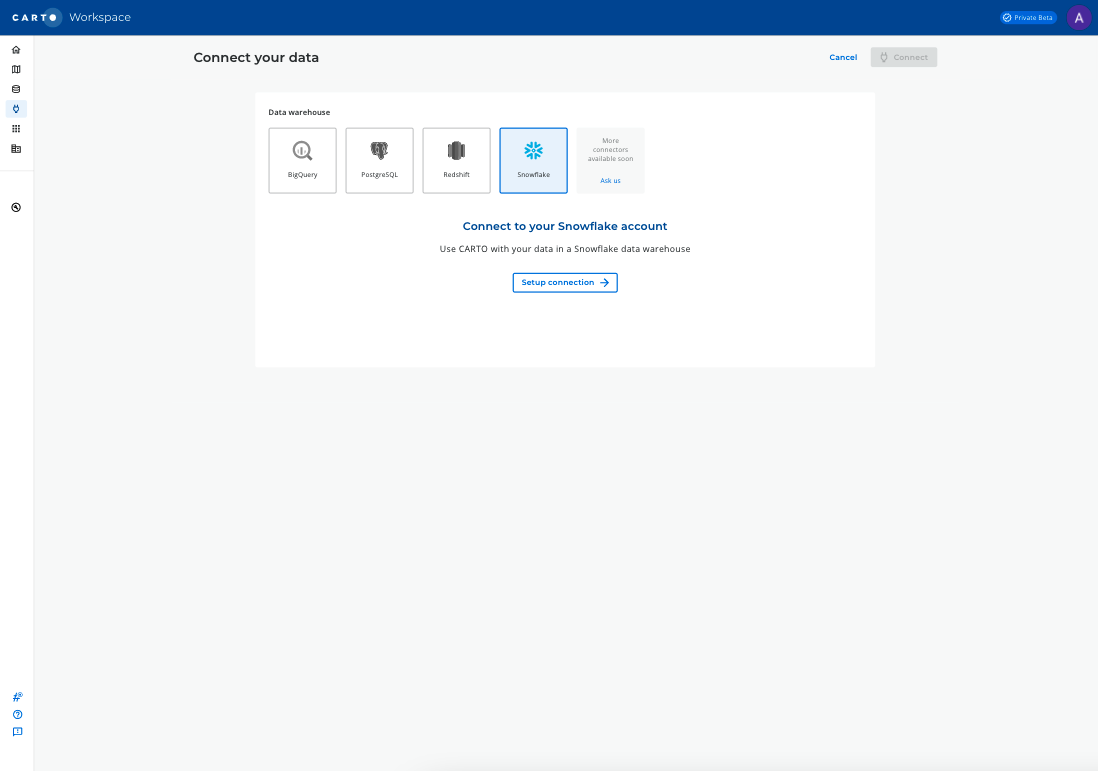 CARTO Workspace
Private Beta
A
Connect your data
Cancel
Connect
Data warehouse
BigQuery
PostgreSQL
Redshift
Snowflake
More
connectors
available soon
Ask us
Connect to your Snowflake account
Use CARTO with your data in a Snowflake data warehouse
Setup connection